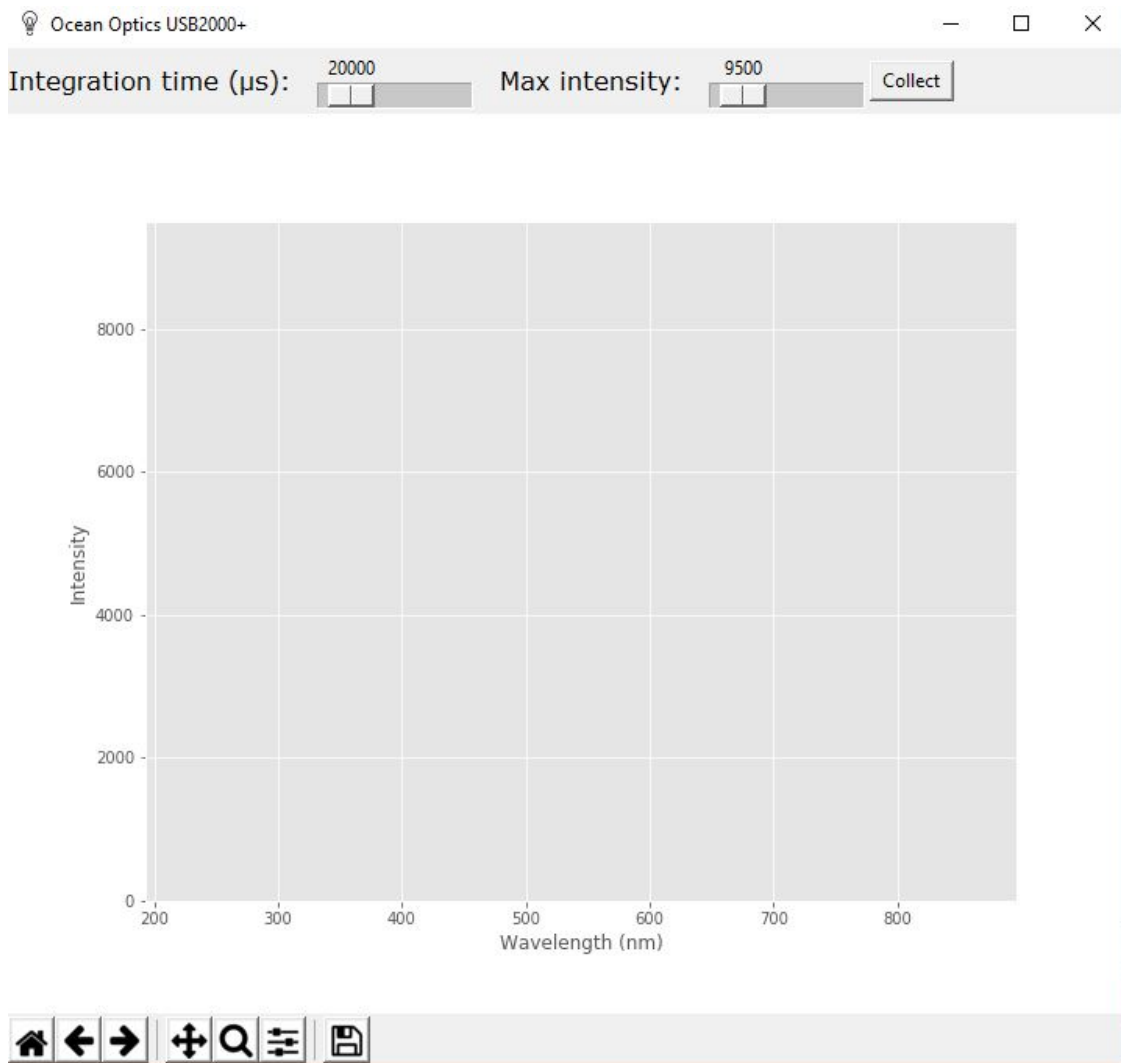 Ocean Optics USB2000+
Integration time (µs): 20000 Max intensity: 9500 Collect
8000
6000
4000
2000
0
Intensity
200 300 400 500 600 700 800
Wavelength (nm)